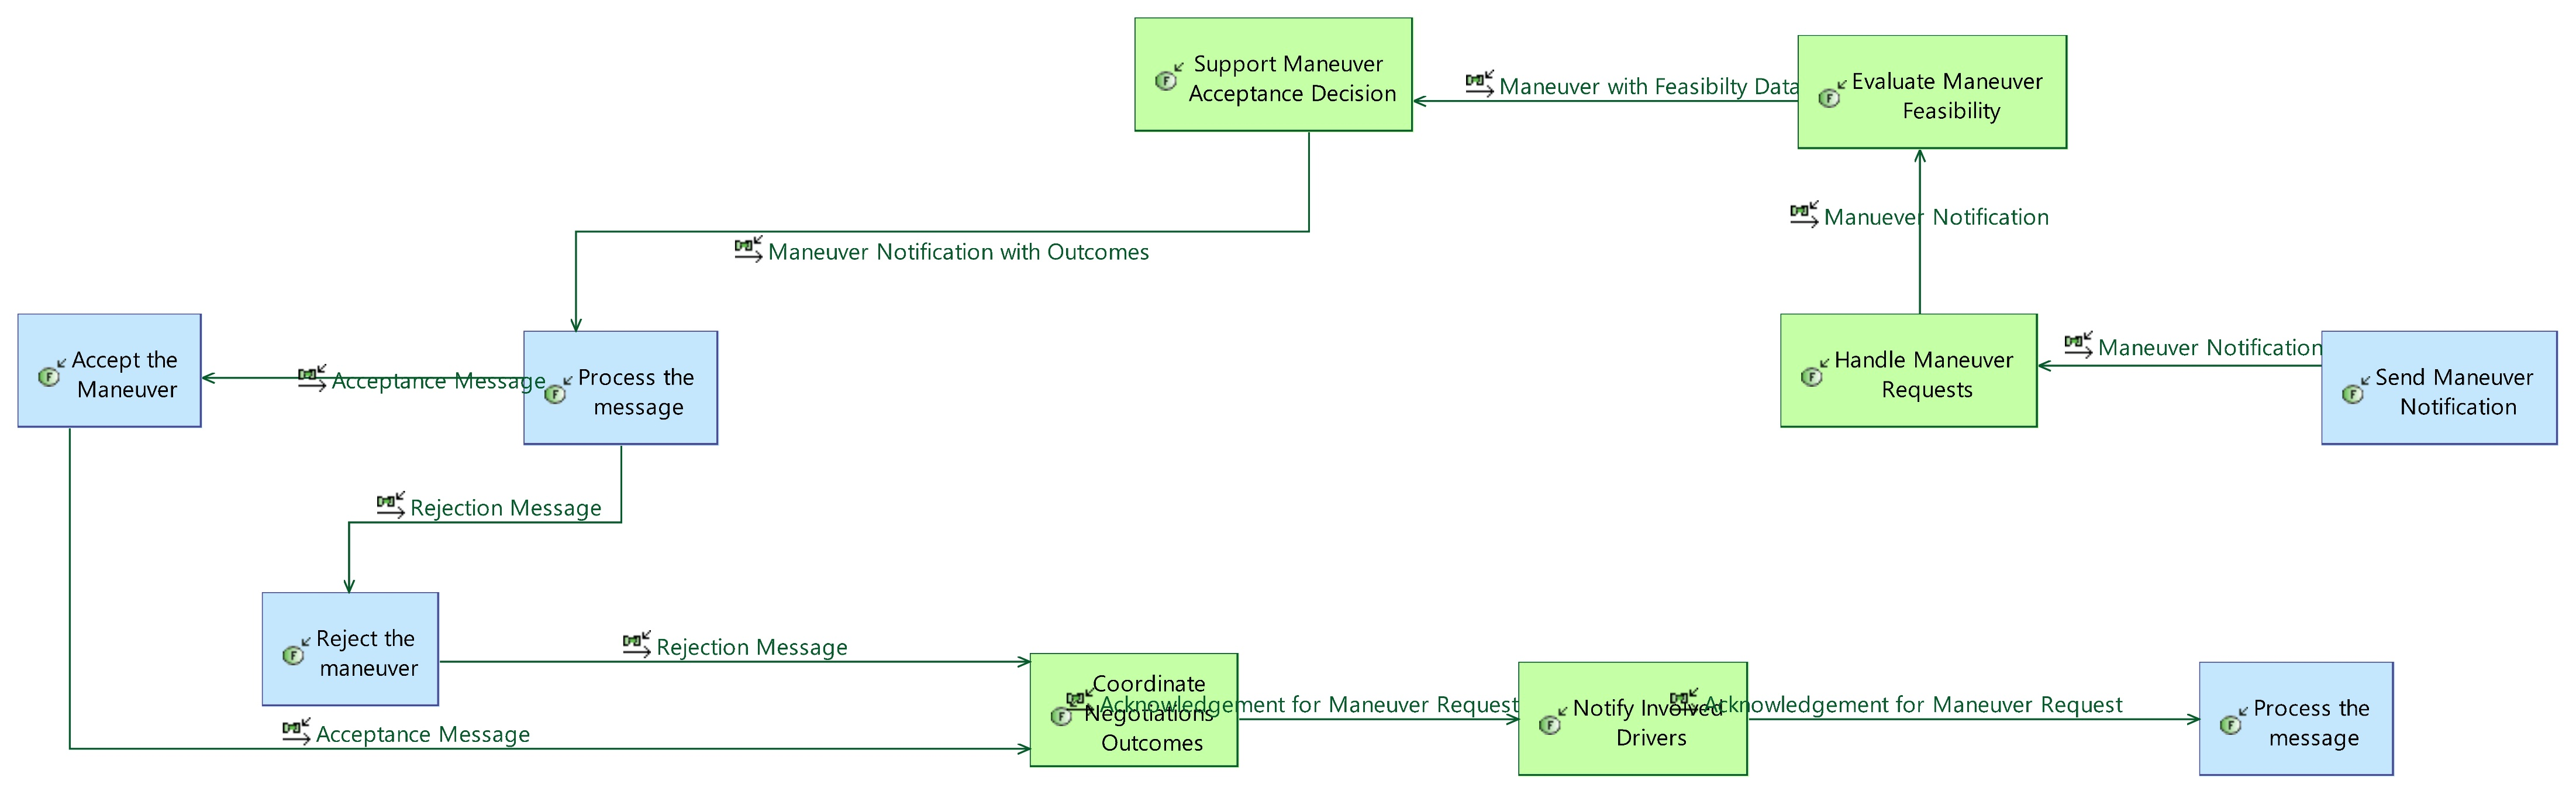 Support Maneuver
Acceptance Decision
Maneuver with Feasibilty Data
Evaluate Maneuver
Feasibility
Manuever Notification
Maneuver Notification with Outcomes
Accept the
Maneuver
Acceptance Message
Process the
message
Handle Maneuver
Requests
Maneuver Notification
Send Maneuver
Notification
Rejection Message
Reject the
maneuver
Rejection Message
Acceptance Message
Coordinate
Negotiations
Outcomes
Acknowledgement for Maneuver Request
Notify Involved
Drivers
Acknowledgement for Maneuver Request
Process the
message